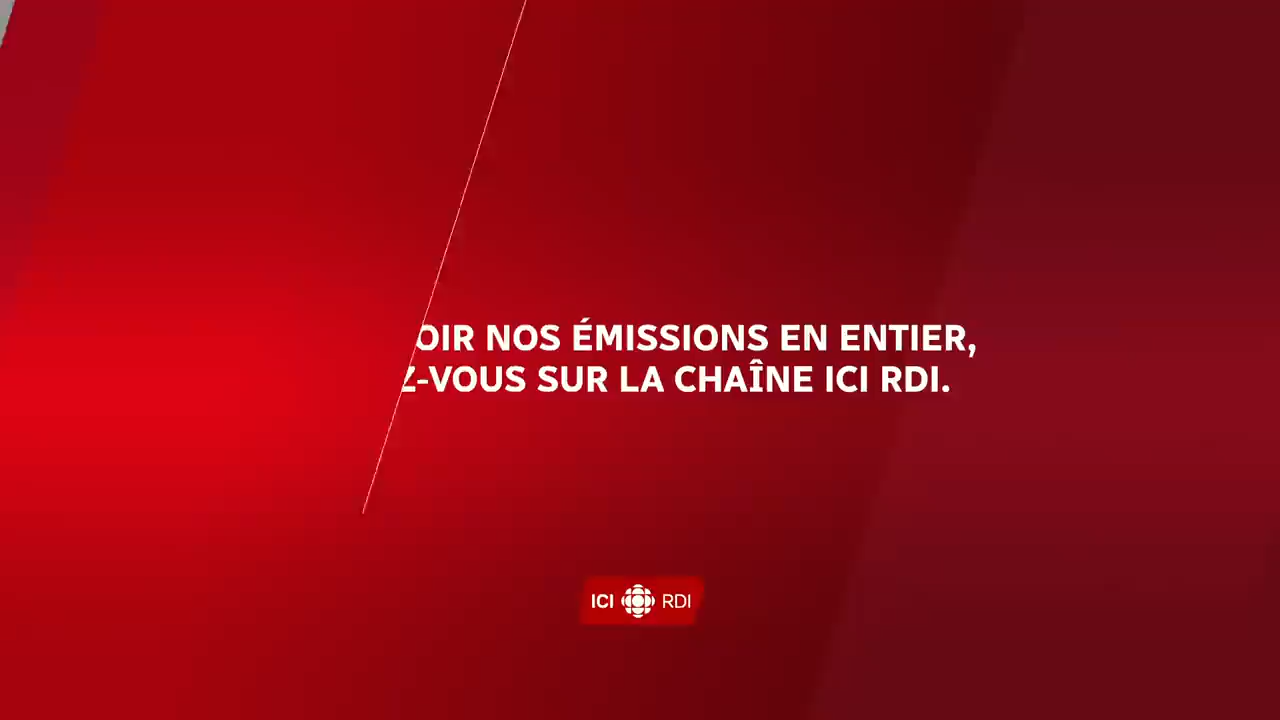 OIR NOS ÉMISSIONS EN ENTIER,
Z-VOUS SUR LA CHAÎNE ICI RDI.
ICI RDI